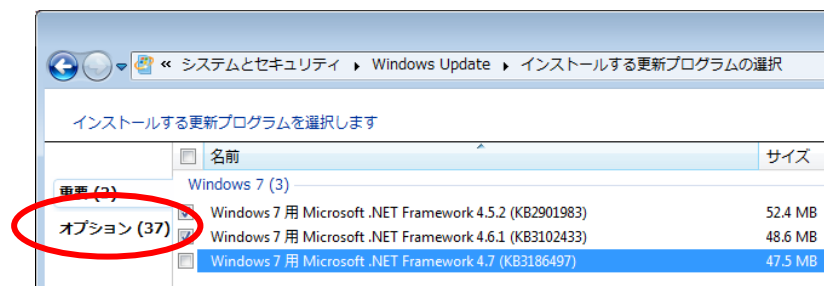 « システムとセキュリティ ▸ Windows Update ▸ インストールする更新プログラムの選択
インストールする更新プログラムを選択します
名前 サイズ
重要 (3)
オプション (37)
Windows 7 (3)
Windows 7 用 Microsoft .NET Framework 4.5.2 (KB2901983) 52.4 MB
Windows 7 用 Microsoft .NET Framework 4.6.1 (KB3102433) 48.6 MB
Windows 7 用 Microsoft .NET Framework 4.7 (KB3186497) 47.5 MB